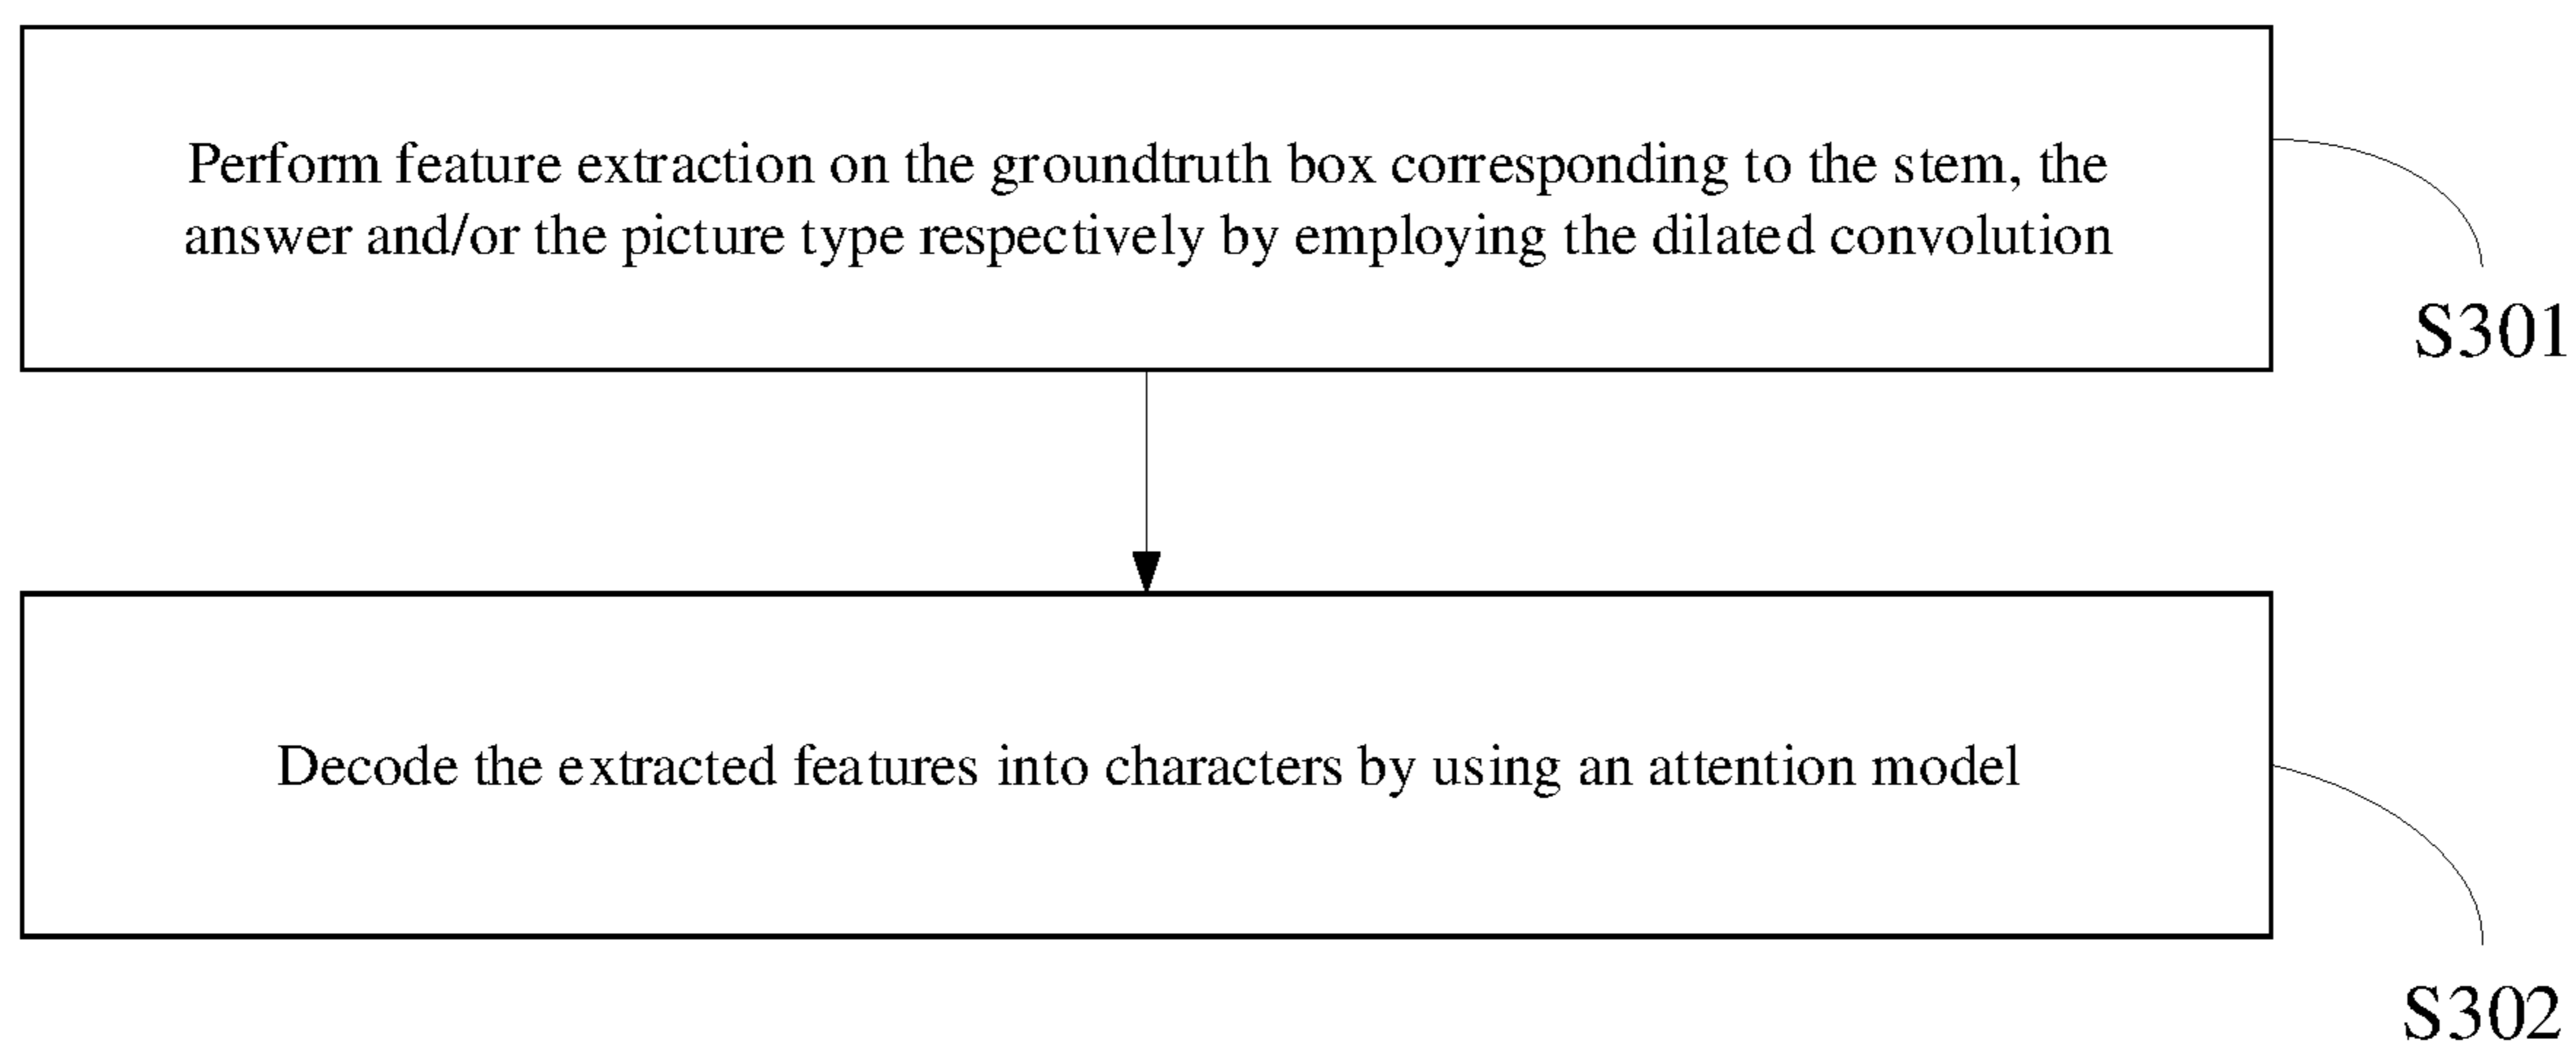 Perform feature extraction on the groundtruth box corresponding to the stem, the
answer and/or the picture type respectively by employing the dilated convolution
S301
Decode the extracted features into characters by using an attention model
S302